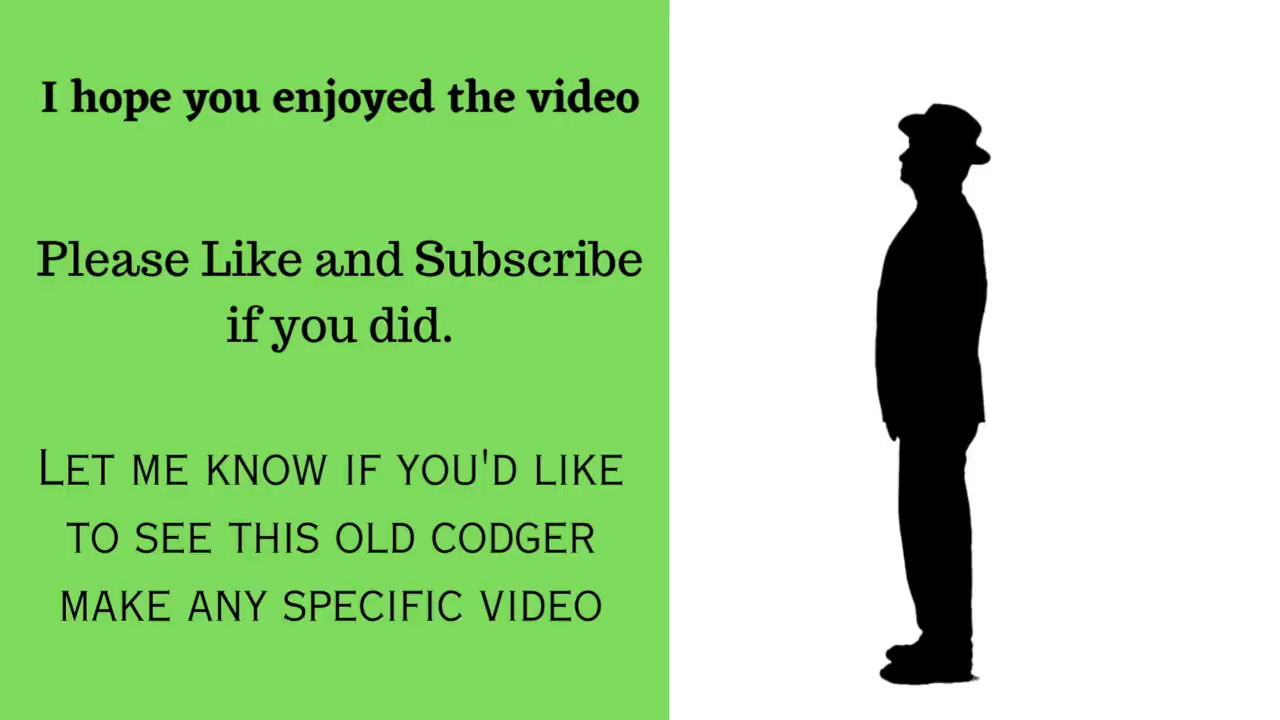 I hope you enjoyed the video
Please Like and Subscribe
if you did.
LET ME KNOW IF YOU'D LIKE
TO SEE THIS OLD CODGER
MAKE ANY SPECIFIC VIDEO